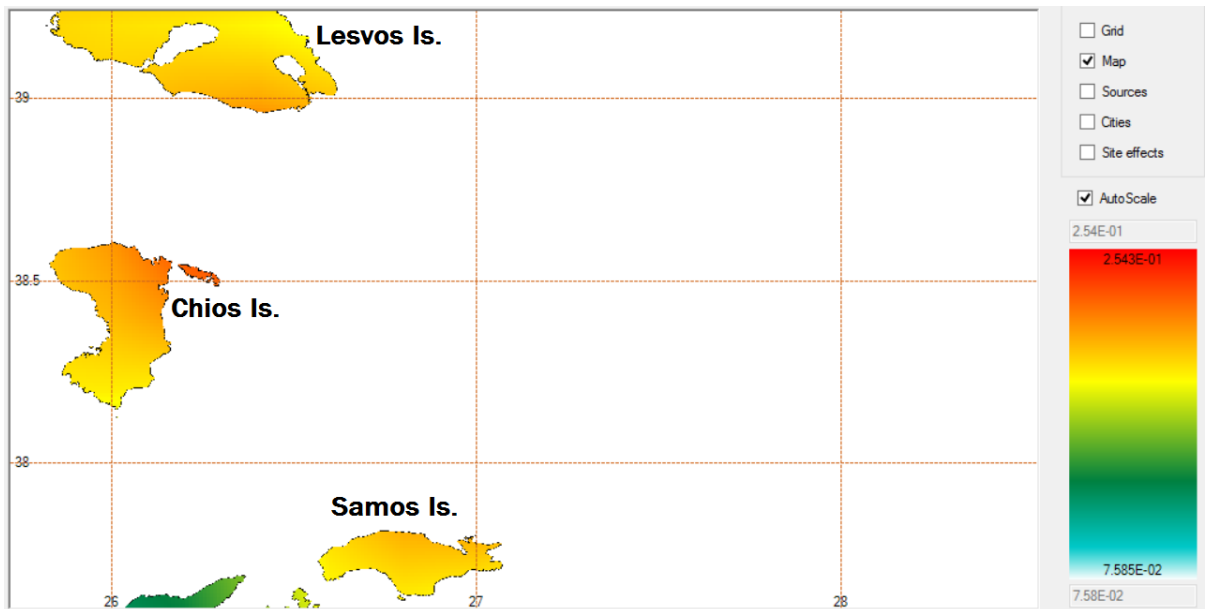 Lesvos Is.
39
38.5
Chios Is.
38
Samos Is.
26
27
28
Grid
Map
Sources
Cities
Site effects
AutoScale
2.54E-01
2.543E-01
7.585E-02
7.58E-02